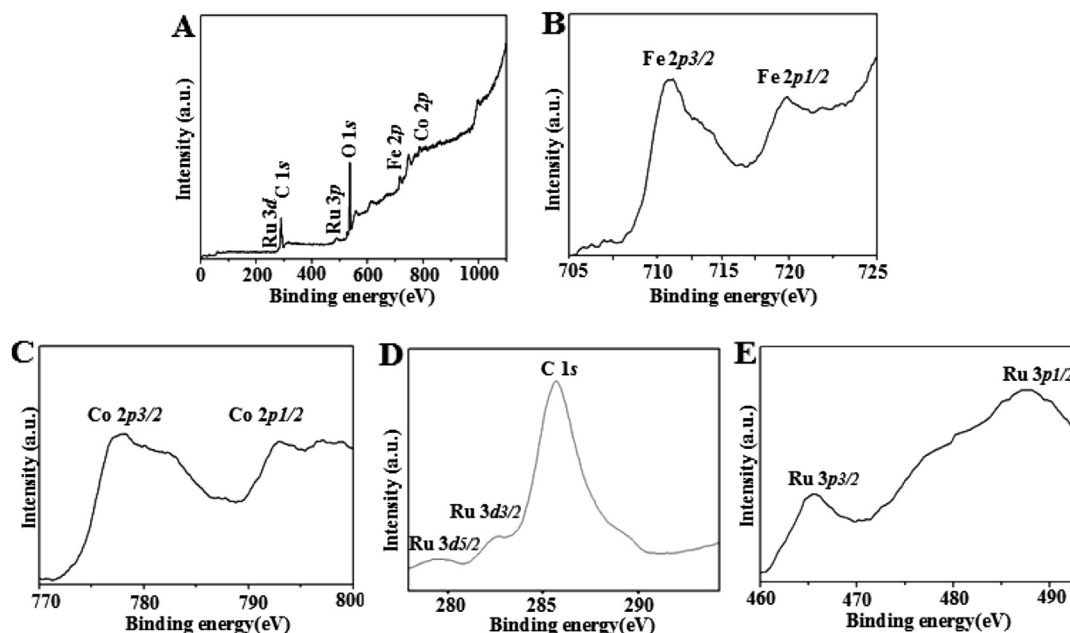 A
Intensity (a.u.)
Ru 3d
C 1s
Ru 3p
O 1s
Fe 2p
Co 2p
0 200 400 600 800 1000
Binding energy(eV)
B
Intensity (a.u.)
Fe 2p3/2
Fe 2p1/2
705 710 715 720 725
Binding energy(eV)
C
Intensity (a.u.)
Co 2p3/2
Co 2p1/2
770 780 790 800
Binding energy(eV)
D
Intensity (a.u.)
C 1s
Ru 3d3/2
Ru 3d5/2
280 285 290
Binding energy(eV)
E
Intensity (a.u.)
Ru 3p1/2
Ru 3p3/2
460 470 480 490
Binding energy(eV)